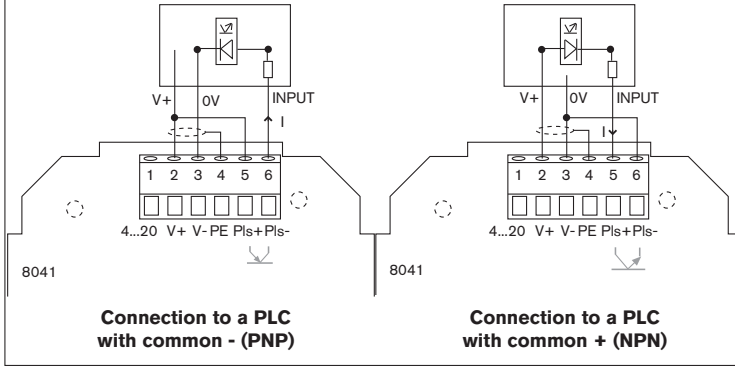 V+ 0V INPUT
I
1 2 3 4 5 6
4...20 V+ V- PE Pls+ Pls-
8041
Connection to a PLC
with common - (PNP)
V+ 0V INPUT
I
1 2 3 4 5 6
4...20 V+ V- PE Pls+ Pls-
8041
Connection to a PLC
with common + (NPN)